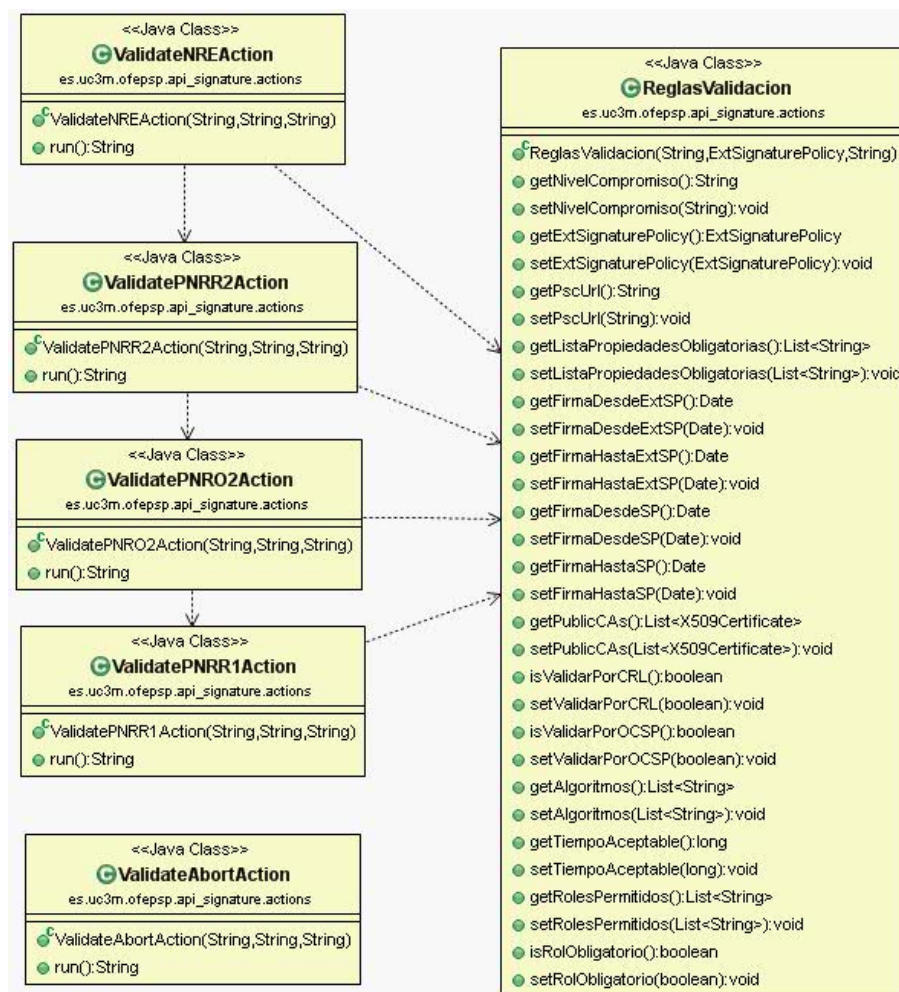 <<Java Class>>
ValidateNREAction
es.uc3m.ofepsp.api_signature.actions
ValidateNREAction(String,String,String)
run():String
<<Java Class>>
ValidatePNRR2Action
es.uc3m.ofepsp.api_signature.actions
ValidatePNRR2Action(String,String,String)
run():String
<<Java Class>>
ValidatePNRO2Action
es.uc3m.ofepsp.api_signature.actions
ValidatePNRO2Action(String,String,String)
run():String
<<Java Class>>
ValidatePNRR1Action
es.uc3m.ofepsp.api_signature.actions
ValidatePNRR1Action(String,String,String)
run():String
<<Java Class>>
ValidateAbortAction
es.uc3m.ofepsp.api_signature.actions
ValidateAbortAction(String,String,String)
run():String
<<Java Class>>
ReglasValidacion
es.uc3m.ofepsp.api_signature.actions
ReglasValidacion(String,ExtSignaturePolicy,String)
getNivelCompromiso():String
setNivelCompromiso(String):void
getExtSignaturePolicy():ExtSignaturePolicy
setExtSignaturePolicy(ExtSignaturePolicy):void
getPscUrl():String
setPscUrl(String):void
getListaPropiedadesObligatorias():List<String>
setListaPropiedadesObligatorias(List<String>):void
getFirmaDesdeExtSP():Date
setFirmaDesdeExtSP(Date):void
getFirmaHastaExtSP():Date
setFirmaHastaExtSP(Date):void
getFirmaDesdeSP():Date
setFirmaDesdeSP(Date):void
getFirmaHastaSP():Date
setFirmaHastaSP(Date):void
getPublicCAs():List<X509Certificate>
setPublicCAs(List<X509Certificate>):void
isValidarPorCRL():boolean
setValidarPorCRL(boolean):void
isValidarPorOCSP():boolean
setValidarPorOCSP(boolean):void
getAlgoritmos():List<String>
setAlgoritmos(List<String>):void
getTiempoAceptable():long
setTiempoAceptable(long):void
getRolesPermitidos():List<String>
setRolesPermitidos(List<String>):void
isRolObligatorio():boolean
setRolObligatorio(boolean):void